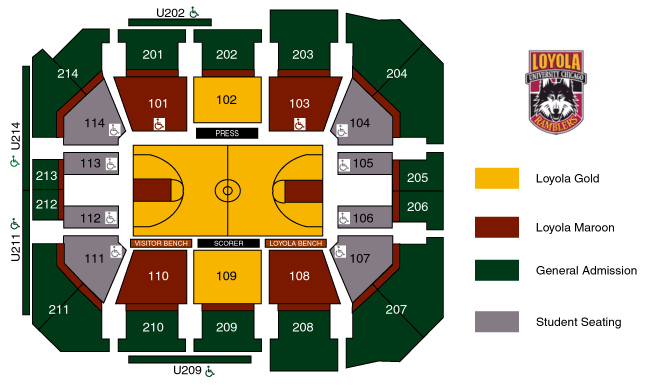 U202
201
202
203
204
214
101
102
103
104
114
PRESS
U214
113
105
213
205
212
206
112
106
U211
VISITOR BENCH
SCORER
LOYOLA BENCH
111
110
109
108
107
211
210
209
208
207
U209
LOYOLA
UNIVERSITY CHICAGO
RAMBLERS
Loyola Gold
Loyola Maroon
General Admission
Student Seating